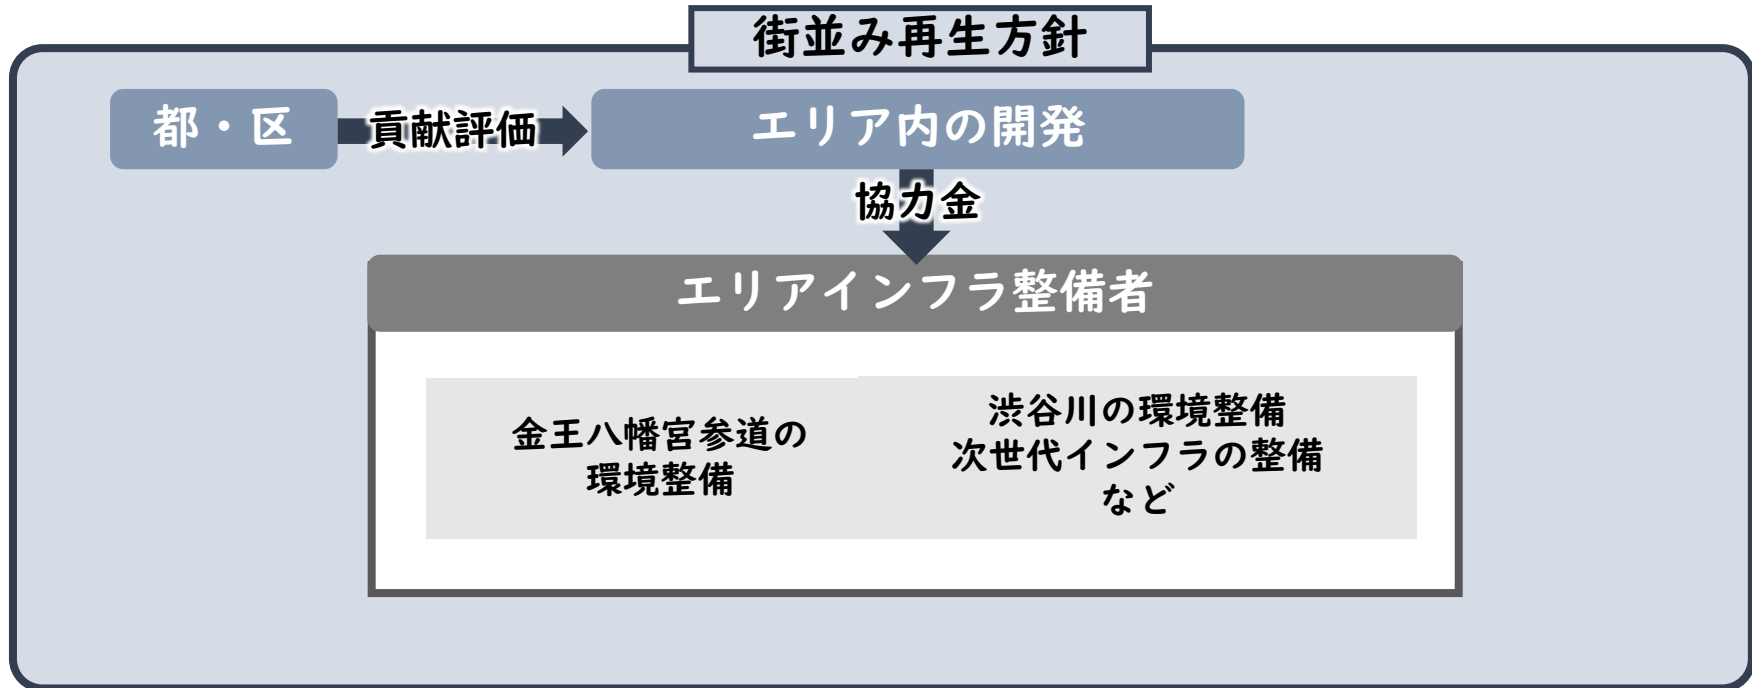 街並み再生方針
都・区
貢献評価
エリア内の開発
協力金
エリアインフラ整備者
金王八幡宮参道の
環境整備
渋谷川の環境整備
次世代インフラの整備
など